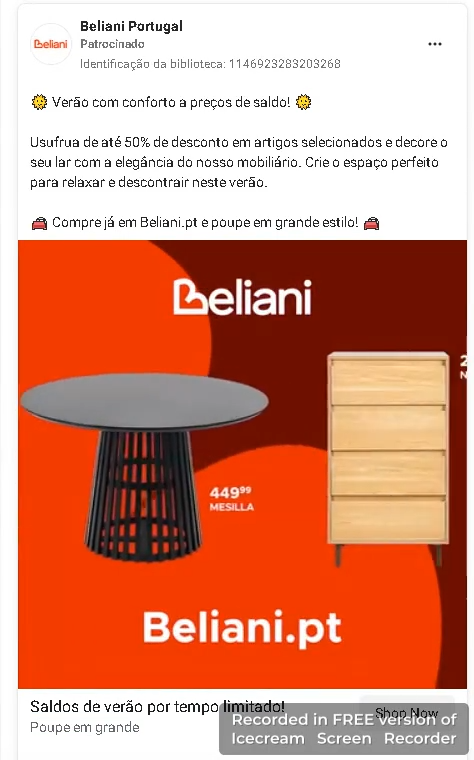 Beliani Portugal
Beliani
Patrocinado
Identificação da biblioteca: 1146923283203268
Verão com conforto a preços de saldo!
Usufrua de até 50% de desconto em artigos selecionados e decore o
seu lar com a elegância do nosso mobiliário. Crie o espaço perfeito
para relaxar e descontrair neste verão.
Compre já em Beliani.pt e poupe em grande estilo!
Beliani
449⁹⁹
MESILLA
Beliani.pt
Saldos de verão por tempo limitado!
Poupe em grande
Shop Now
Recorded in FREE version of
Icecream Screen Recorder